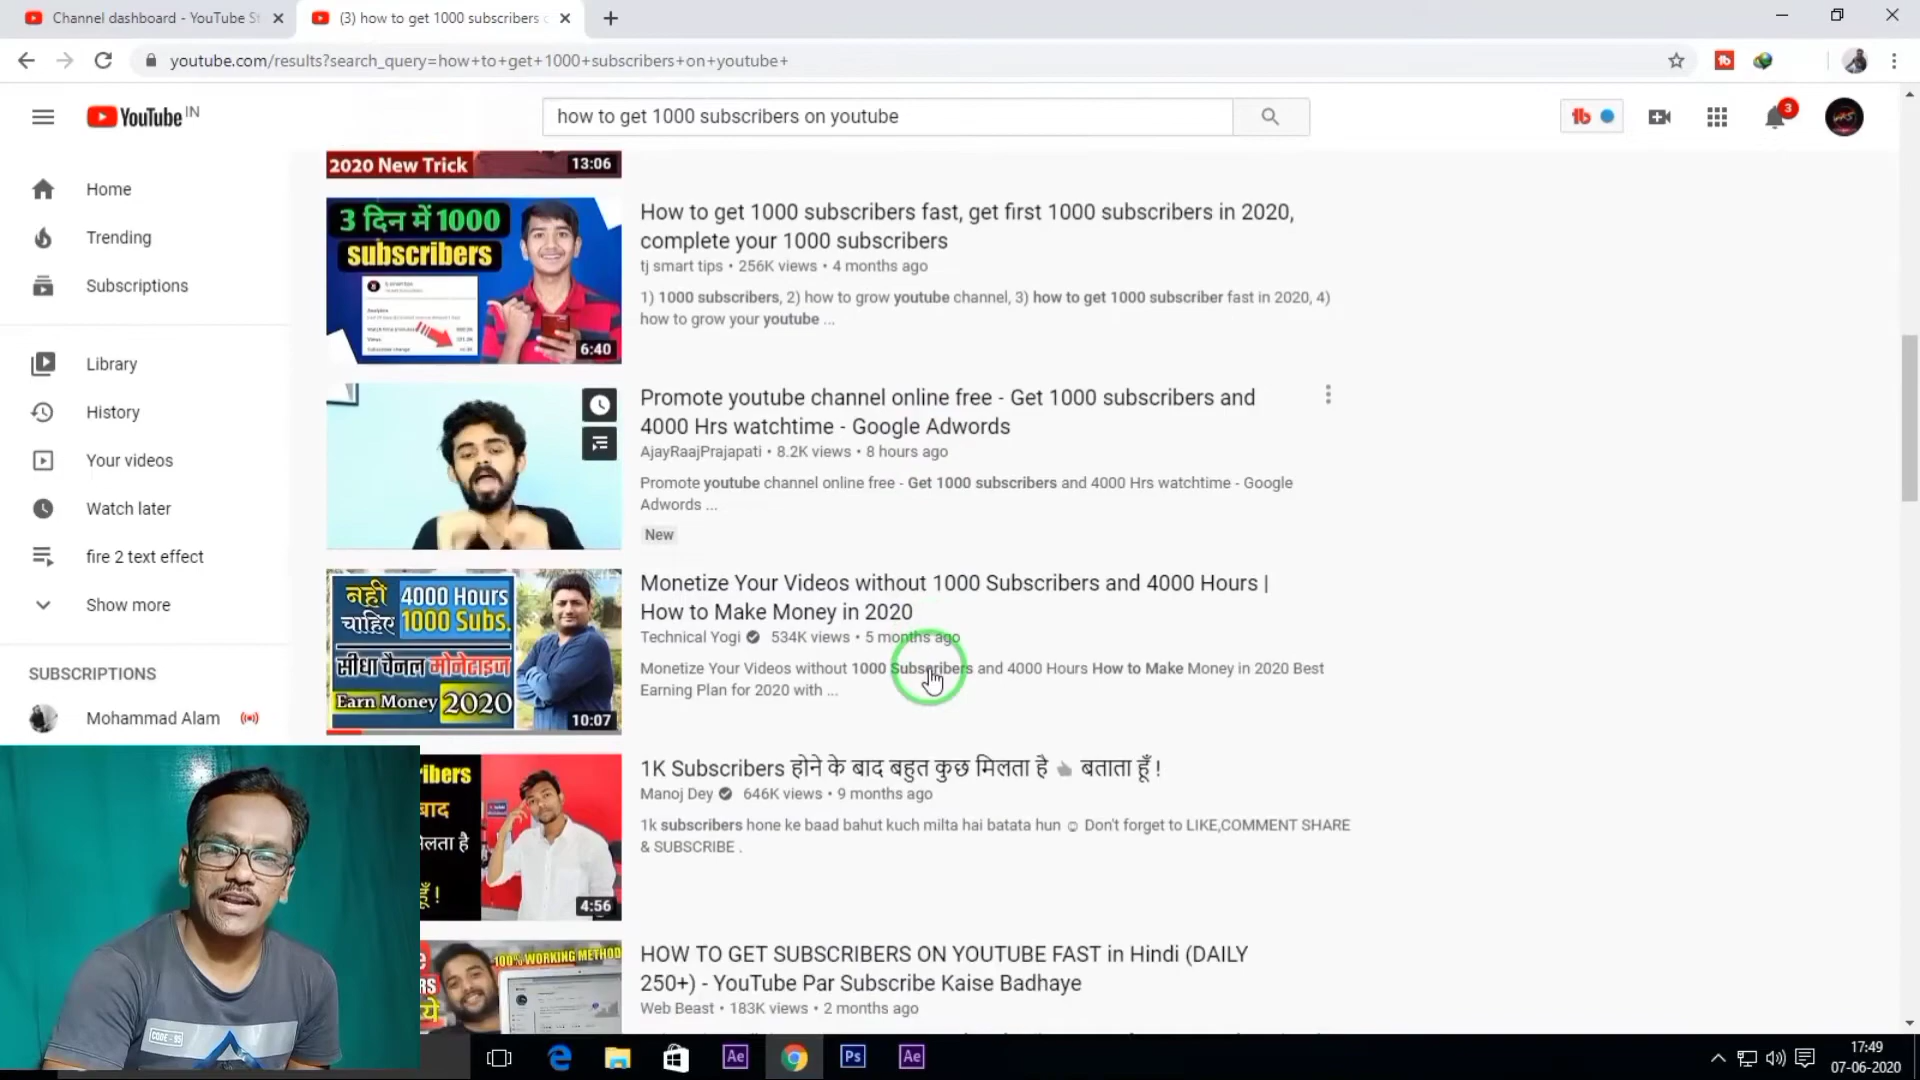 Channel dashboard - YouTube St
(3) how to get 1000 subscribers o
youtube.com/results?search_query=how+to+get+1000+subscribers+on+youtube+
YouTube IN
how to get 1000 subscribers on youtube
3
Home
Trending
Subscriptions
Library
History
Your videos
Watch later
fire 2 text effect
Show more
SUBSCRIPTIONS
Mohammad Alam
2020 New Trick
13:06
3 दिन में 1000
subscribers
6:40
How to get 1000 subscribers fast, get first 1000 subscribers in 2020,
complete your 1000 subscribers
tj smart tips • 256K views • 4 months ago
1) 1000 subscribers, 2) how to grow youtube channel, 3) how to get 1000 subscriber fast in 2020, 4)
how to grow your youtube ...
Promote youtube channel online free - Get 1000 subscribers and
4000 Hrs watchtime - Google Adwords
AjayRaajPrajapati • 8.2K views • 8 hours ago
Promote youtube channel online free - Get 1000 subscribers and 4000 Hrs watchtime - Google
Adwords ...
New
नही चाहिए
4000 Hours
1000 Subs.
सीधा चैनल मोनेटाइज
Earn Money 2020
10:07
Monetize Your Videos without 1000 Subscribers and 4000 Hours |
How to Make Money in 2020
Technical Yogi 534K views • 5 months ago
Monetize Your Videos without 1000 Subscribers and 4000 Hours How to Make Money in 2020 Best
Earning Plan for 2020 with ...
ribers
बाद
मलता है
4:56
1K Subscribers होने के बाद बहुत कुछ मिलता है 👍 बताता हूँ !
Manoj Dey 646K views • 9 months ago
1k subscribers hone ke baad bahut kuch milta hai batata hun ☺ Don't forget to LIKE,COMMENT SHARE
& SUBSCRIBE .
100% WORKING METHOD
RS
HOW TO GET SUBSCRIBERS ON YOUTUBE FAST in Hindi (DAILY
250+) - YouTube Par Subscribe Kaise Badhaye
Web Beast • 183K views • 2 months ago
CODE - 95
Ae
Ps
Ae
17:49
07-06-2020